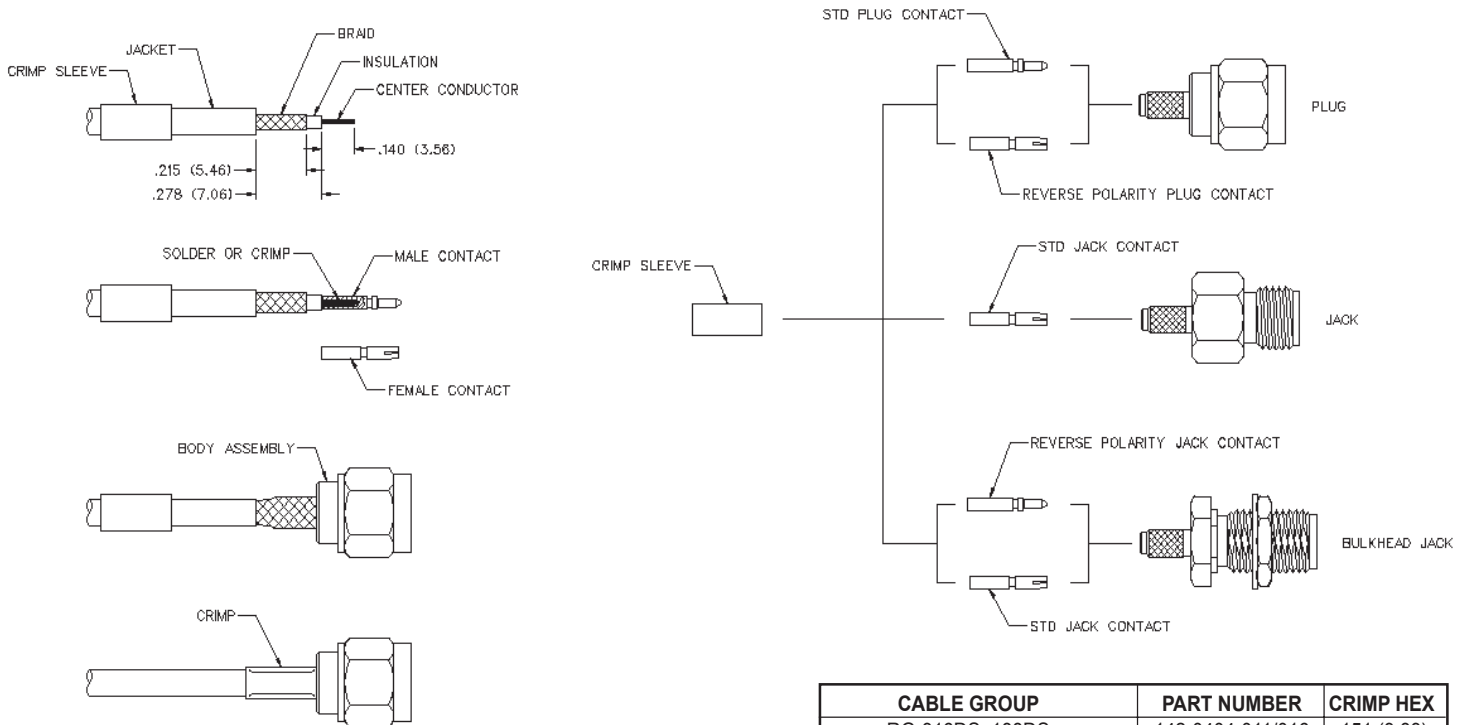 BRAID
JACKET
INSULATION
CRIMP SLEEVE
CENTER CONDUCTOR
.140 (3.56)
.215 (5.46)
.278 (7.06)
SOLDER OR CRIMP
MALE CONTACT
FEMALE CONTACT
BODY ASSEMBLY
CRIMP
STD PLUG CONTACT
PLUG
REVERSE POLARITY PLUG CONTACT
STD JACK CONTACT
CRIMP SLEEVE
JACK
REVERSE POLARITY JACK CONTACT
BULKHEAD JACK
STD JACK CONTACT
CABLE GROUP PART NUMBER CRIMP HEX